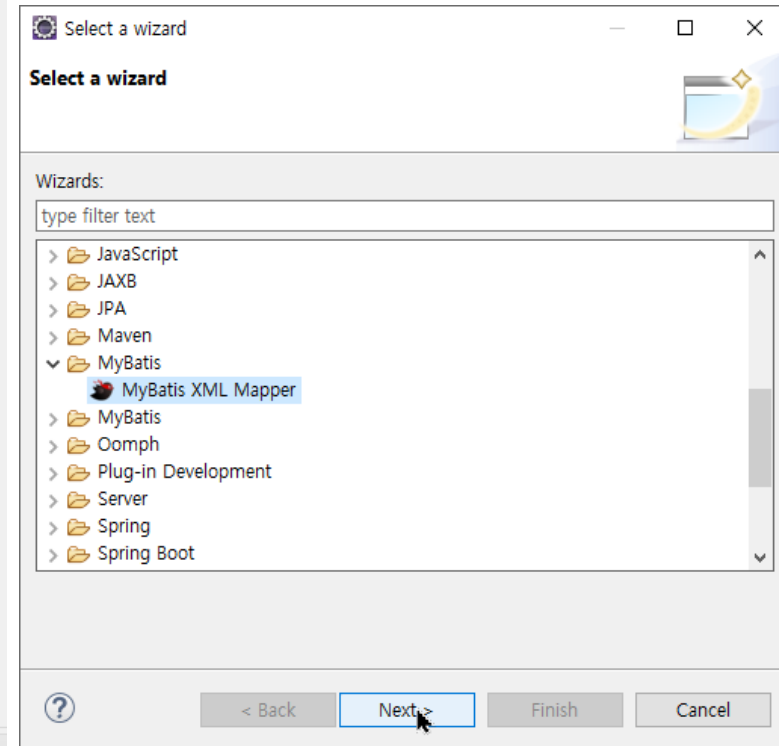 Select a wizard
Select a wizard
Wizards:
type filter text
JavaScript
JAXB
JPA
Maven
MyBatis
MyBatis XML Mapper
MyBatis
Oomph
Plug-in Development
Server
Spring
Spring Boot
? < Back Next > Finish Cancel